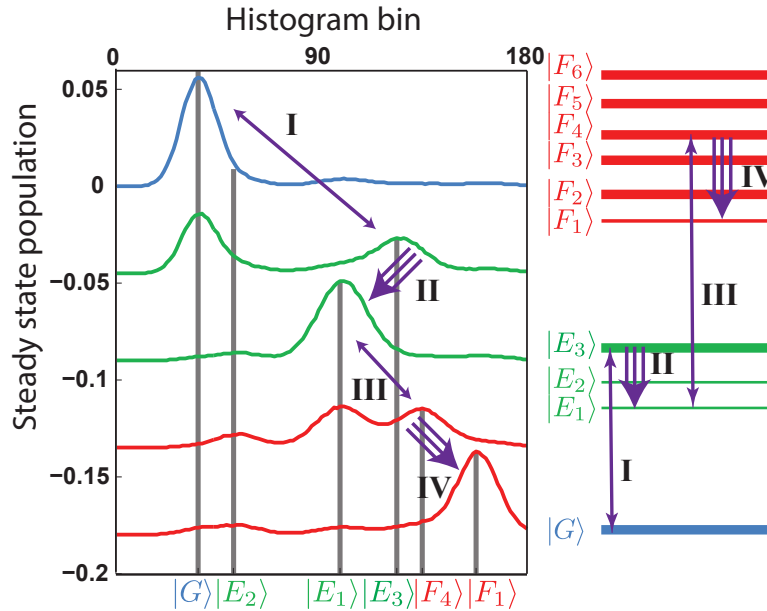 Histogram bin
0 90 180
Steady state population
0.05
0
−0.05
−0.1
−0.15
−0.2
I
II
III
IV
|G⟩ |E₂⟩ |E₁⟩ |E₃⟩ |F₄⟩ |F₁⟩
|F₆⟩
|F₅⟩
|F₄⟩
|F₃⟩
|F₂⟩
|F₁⟩
IV
III
|E₃⟩
II
|E₂⟩
|E₁⟩
I
|G⟩